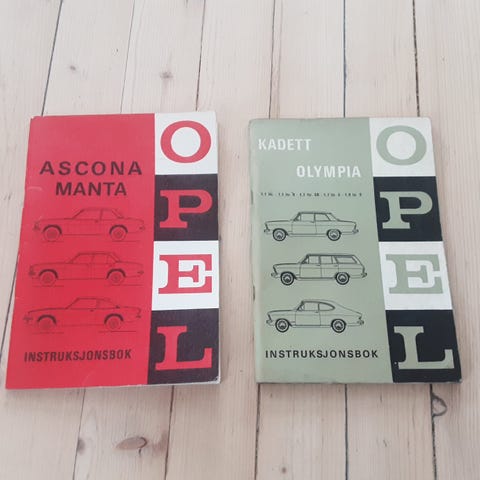 ASCONA
MANTA
INSTRUKSJONSBOK
O
P
E
L
KADETT
OLYMPIA
INSTRUKSJONSBOK
O
P
E
L